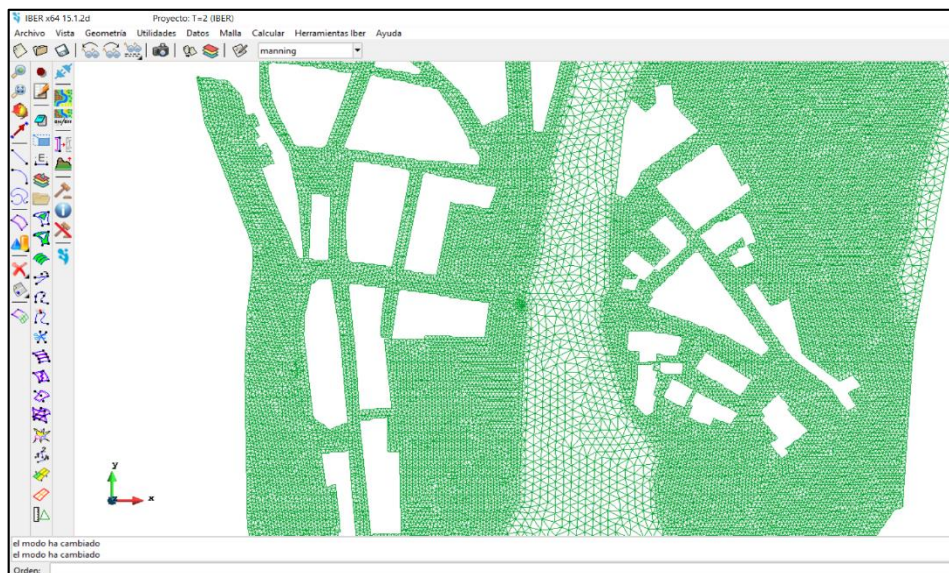 IBER x64 15.1.2d Proyecto: T=2 (IBER)
Archivo Vista Geometría Utilidades Datos Malla Calcular Herramientas Iber Ayuda
manning
E
y
x
el modo ha cambiado
el modo ha cambiado
Orden: